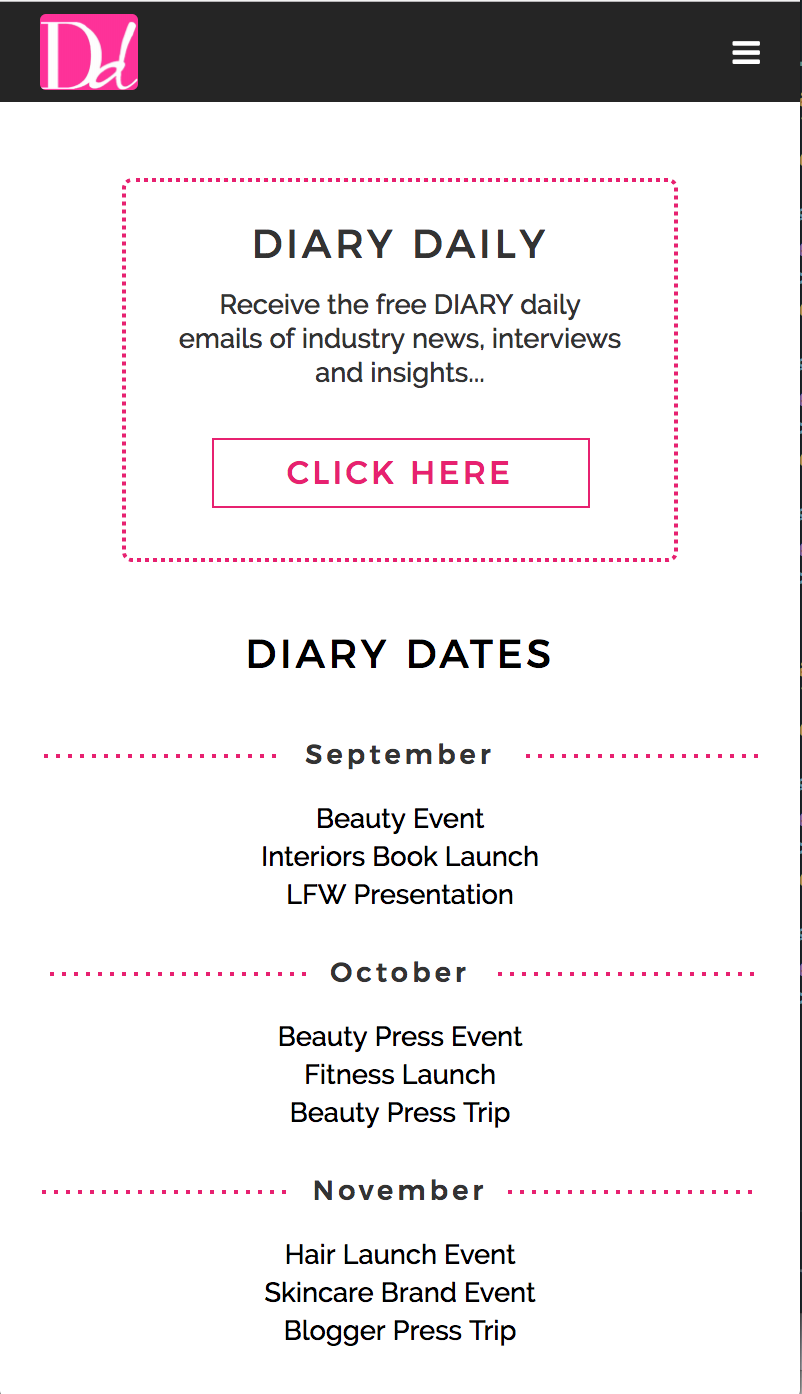 Dd
DIARY DAILY
Receive the free DIARY daily
emails of industry news, interviews
and insights...
CLICK HERE
DIARY DATES
September
Beauty Event
Interiors Book Launch
LFW Presentation
October
Beauty Press Event
Fitness Launch
Beauty Press Trip
November
Hair Launch Event
Skincare Brand Event
Blogger Press Trip